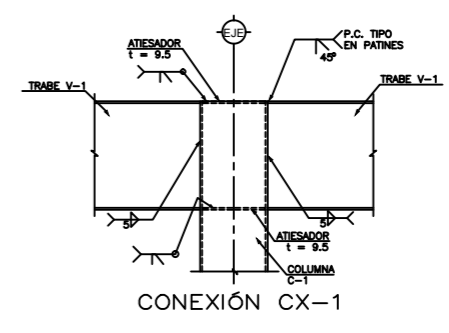 EJE
P.C. TIPO
EN PATINES
45°
ATIESADOR
t = 9.5
TRABE V-1
TRABE V-1
5
5
ATIESADOR
t = 9.5
COLUMNA
C-1
CONEXIÓN CX-1